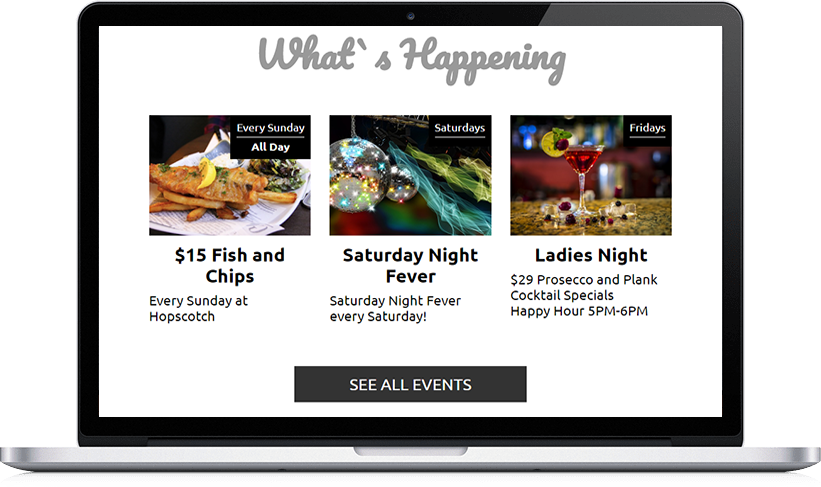 What`s Happening
Every Sunday
All Day
$15 Fish and
Chips
Every Sunday at
Hopscotch
Saturdays
Saturday Night
Fever
Saturday Night Fever
every Saturday!
Fridays
Ladies Night
$29 Prosecco and Plank
Cocktail Specials
Happy Hour 5PM-6PM
SEE ALL EVENTS